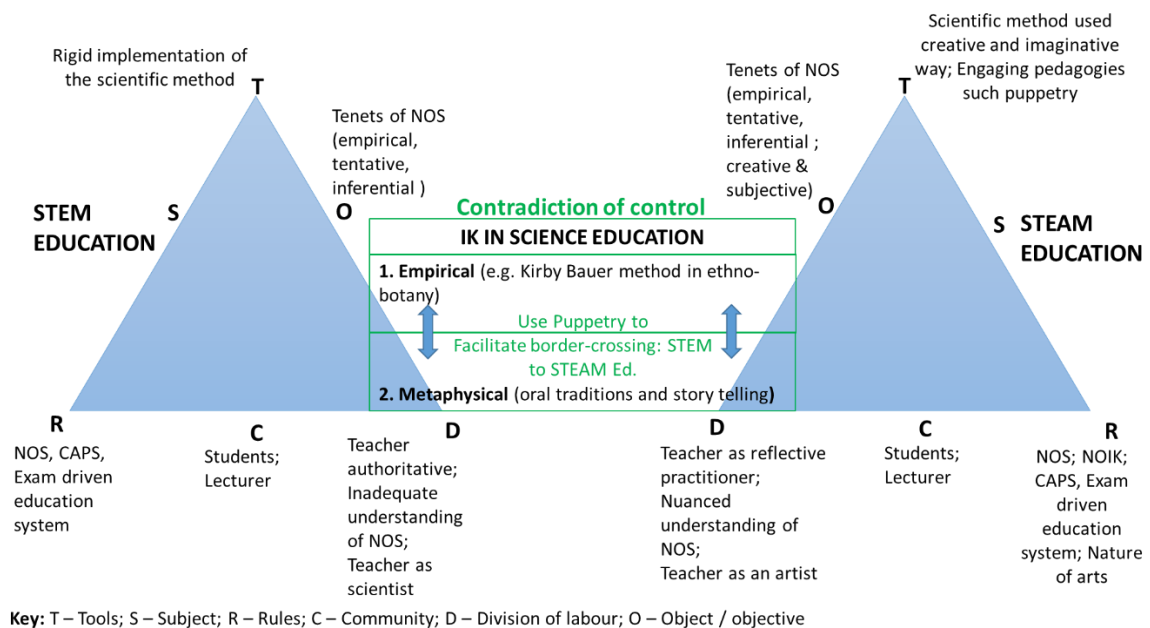 Rigid implementation of
the scientific method
T
Tenets of NOS
(empirical,
tentative,
inferential )
S
O
STEM
EDUCATION
R
NOS, CAPS,
Exam driven
education
system
C
Students;
Lecturer
D
Teacher
authoritative;
Inadequate
understanding
of NOS;
Teacher as
scientist
Contradiction of control
IK IN SCIENCE EDUCATION
1. Empirical (e.g. Kirby Bauer method in ethno-
botany)
Use Puppetry to
Facilitate border-crossing: STEM
to STEAM Ed.
2. Metaphysical (oral traditions and story telling)
Tenets of NOS
(empirical,
tentative,
inferential ;
creative &
subjective)
O
T
Scientific method used
creative and imaginative
way; Engaging pedagogies
such puppetry
S
STEAM
EDUCATION
D
Teacher as reflective
practitioner;
Nuanced
understanding of
NOS;
Teacher as an artist
C
Students;
Lecturer
R
NOS; NOIK;
CAPS, Exam
driven
education
system; Nature
of arts
Key: T – Tools; S – Subject; R – Rules; C – Community; D – Division of labour; O – Object / objective